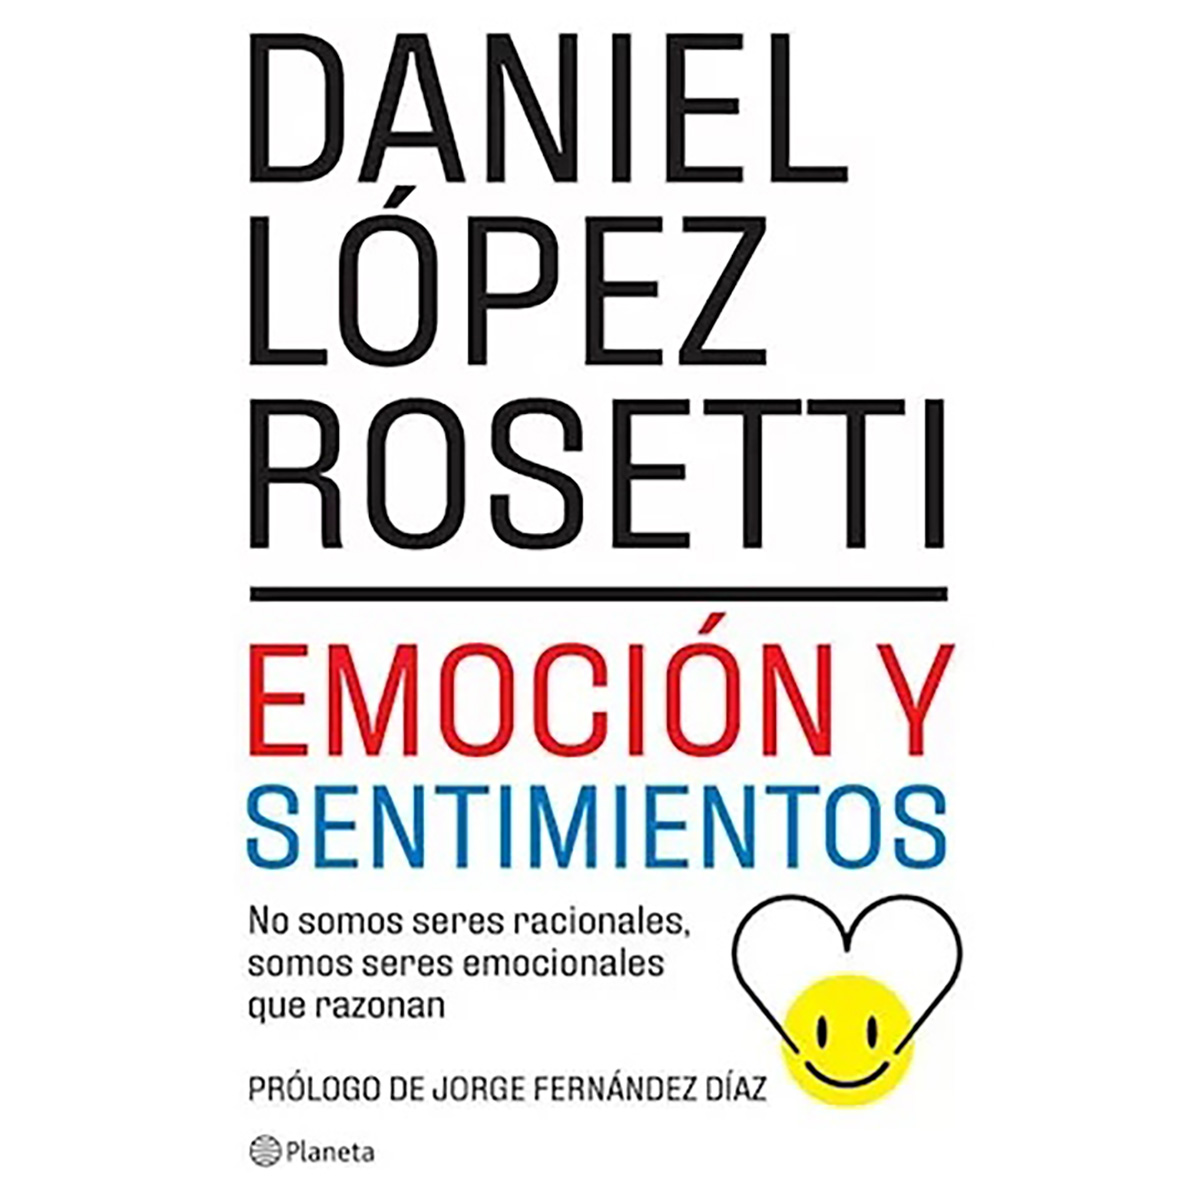 DANIEL
LÓPEZ
ROSETTI
EMOCIÓN Y
SENTIMIENTOS
No somos seres racionales,
somos seres emocionales
que razonan
PRÓLOGO DE JORGE FERNÁNDEZ DÍAZ
Planeta